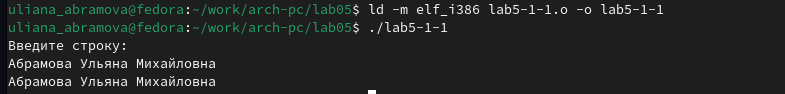 uliana_abramova@fedora:~/work/arch-pc/lab05$ ld -m elf_i386 lab5-1-1.o -o lab5-1-1
uliana_abramova@fedora:~/work/arch-pc/lab05$ ./lab5-1-1
Введите строку:
Абрамова Ульяна Михайловна
Абрамова Ульяна Михайловна